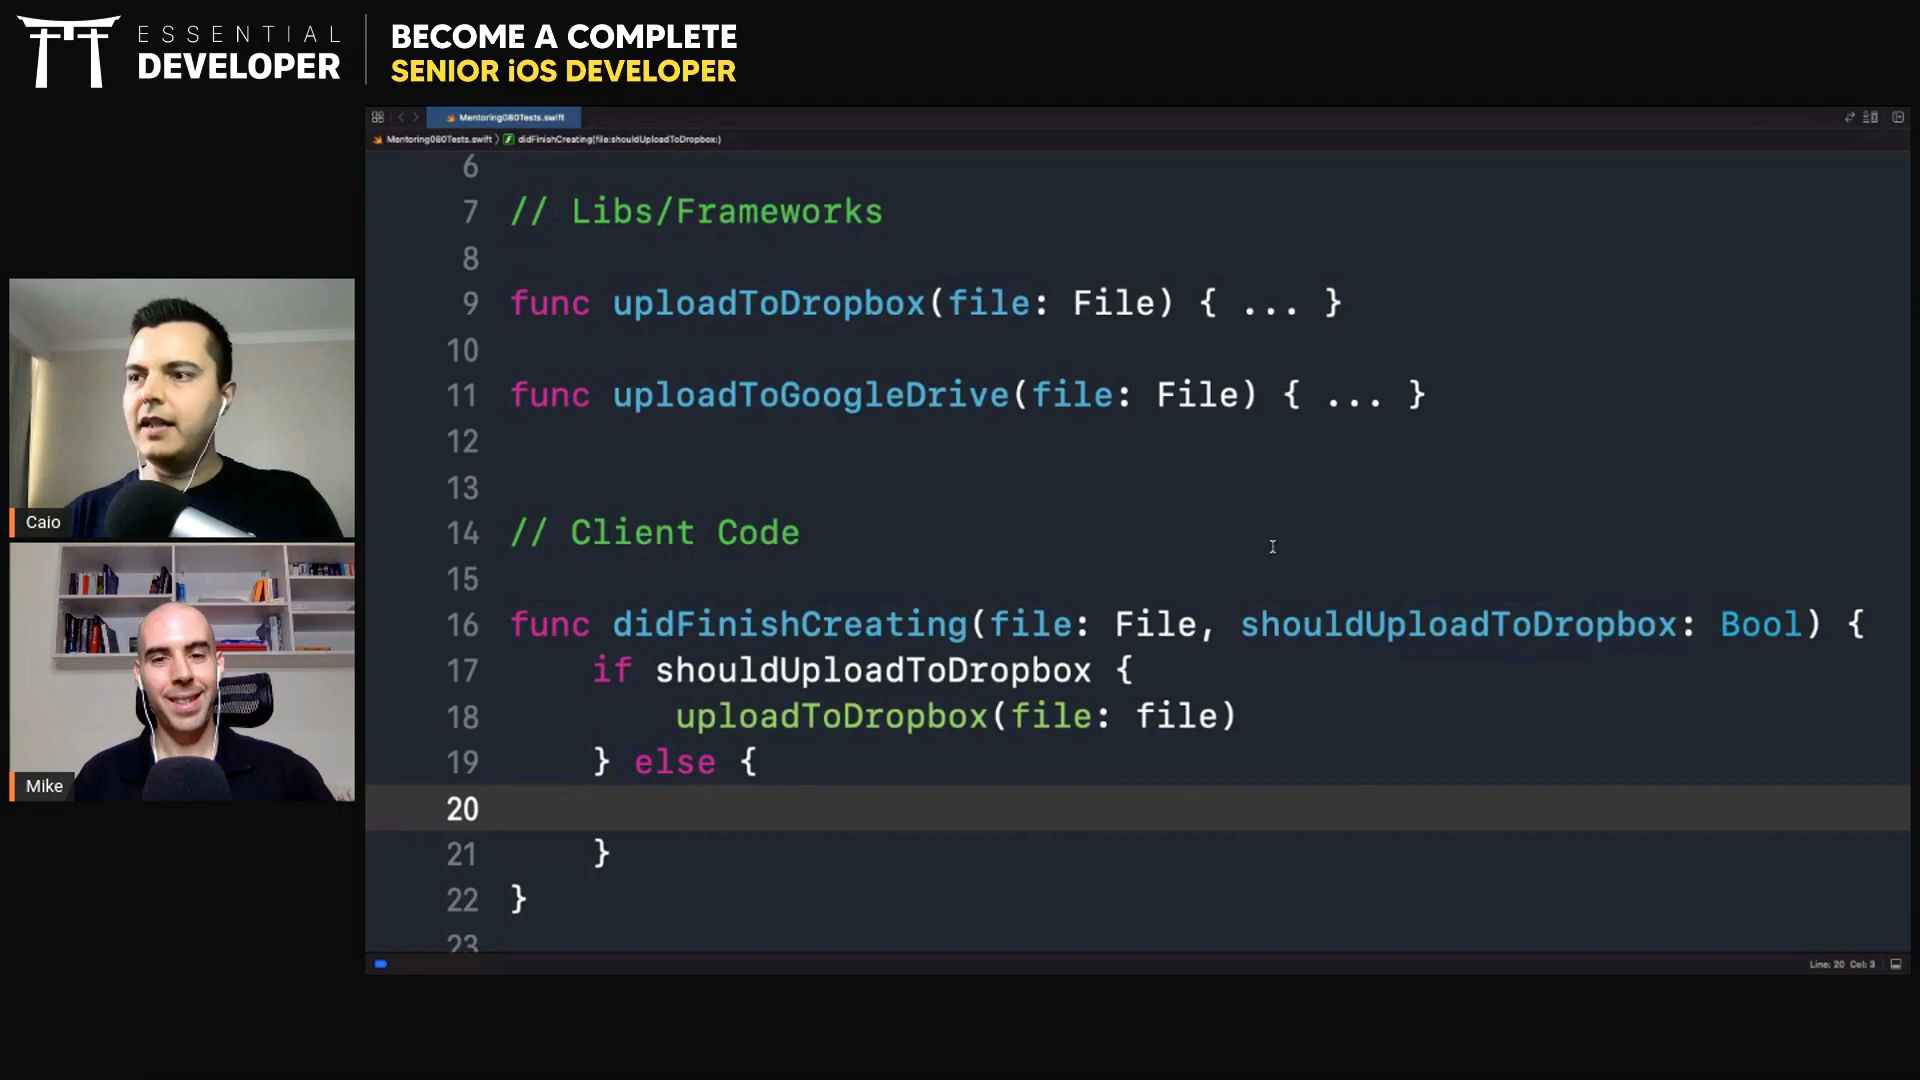 ESSENTIAL
DEVELOPER
BECOME A COMPLETE
SENIOR iOS DEVELOPER
Mentoring080Tests.swift
Mentoring080Tests.swift didFinishCreating(file:shouldUploadToDropbox:)
6
7 // Libs/Frameworks
8
9 func uploadToDropbox(file: File) { ... }
10
11 func uploadToGoogleDrive(file: File) { ... }
12
13
14 // Client Code
15
16 func didFinishCreating(file: File, shouldUploadToDropbox: Bool) {
17 if shouldUploadToDropbox {
18 uploadToDropbox(file: file)
19 } else {
20
21 }
22 }
23
Caio
Mike
Line: 20 Col: 3